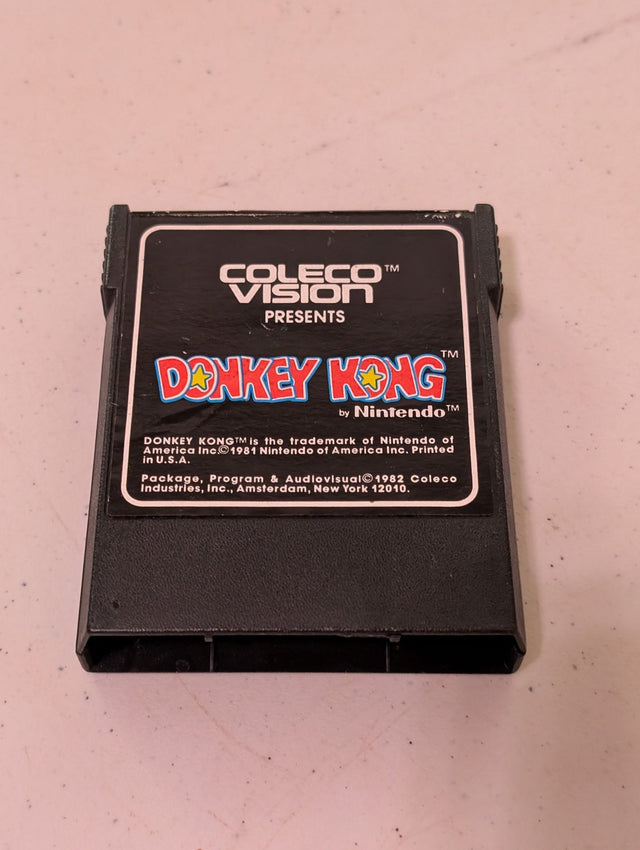 COLECO™
VISION
PRESENTS
DONKEY KONG™
by Nintendo™
DONKEY KONG™ is the trademark of Nintendo of
America Inc.©1981 Nintendo of America Inc. Printed
in U.S.A.
Package, Program & Audiovisual©1982 Coleco
Industries, Inc., Amsterdam, New York 12010.